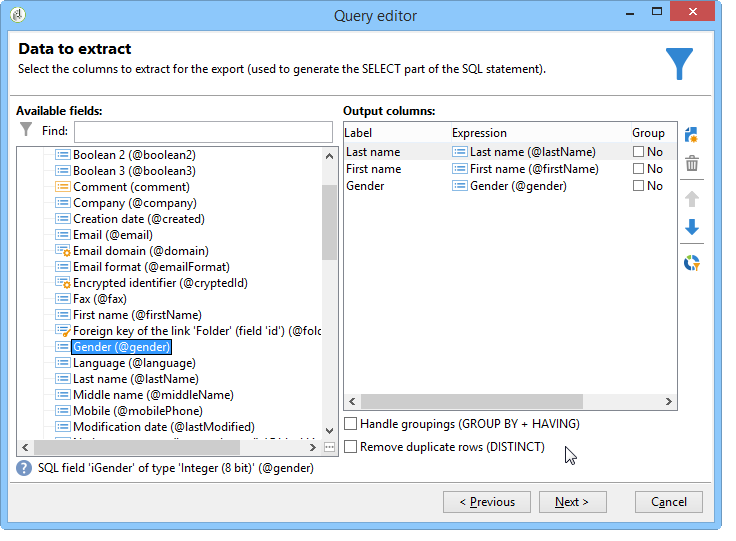 Query editor
Data to extract
Select the columns to extract for the export (used to generate the SELECT part of the SQL statement).
Available fields:
Find:
Boolean 2 (@boolean2)
Boolean 3 (@boolean3)
Comment (comment)
Company (@company)
Creation date (@created)
Email (@email)
Email domain (@domain)
Email format (@emailFormat)
Encrypted identifier (@cryptedId)
Fax (@fax)
First name (@firstName)
Foreign key of the link 'Folder' (field 'id') (@fol
Gender (@gender)
Language (@language)
Last name (@lastName)
Middle name (@middleName)
Mobile (@mobilePhone)
Modification date (@lastModified)
SQL field 'iGender' of type 'Integer (8 bit)' (@gender)
Output columns:
Label Expression Group
Last name Last name (@lastName) No
First name First name (@firstName) No
Gender Gender (@gender) No
Handle groupings (GROUP BY + HAVING)
Remove duplicate rows (DISTINCT)
< Previous Next > Cancel